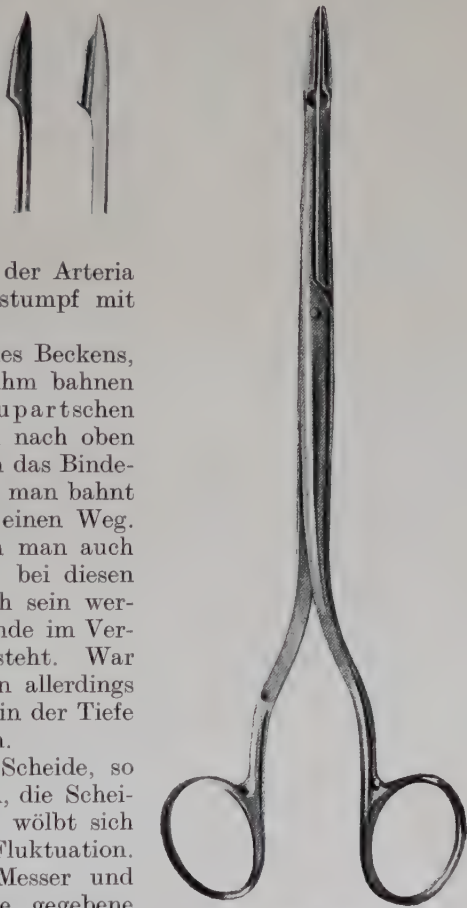 der Arteria
stumpf mit
es Beckens,
hm bahnen
upartschen
nach oben
das Binde-
man bahnt
einen Weg.
man auch
bei diesen
h sein wer-
nde im Ver-
steht. War
n allerdings
in der Tiefe
Scheide, so
, die Schei-
wölbt sich
Fluktuation.
Messer und
gegebene